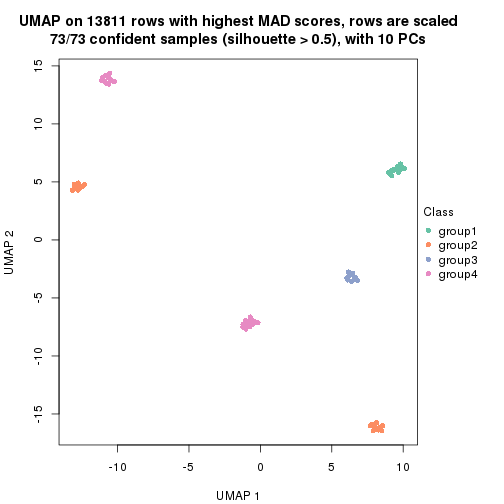 UMAP on 13811 rows with highest MAD scores, rows are scaled
73/73 confident samples (silhouette > 0.5), with 10 PCs
15
10
5
0
-5
-10
-15
UMAP 2
-10
-5
0
5
10
UMAP 1
Class
group1
group2
group3
group4